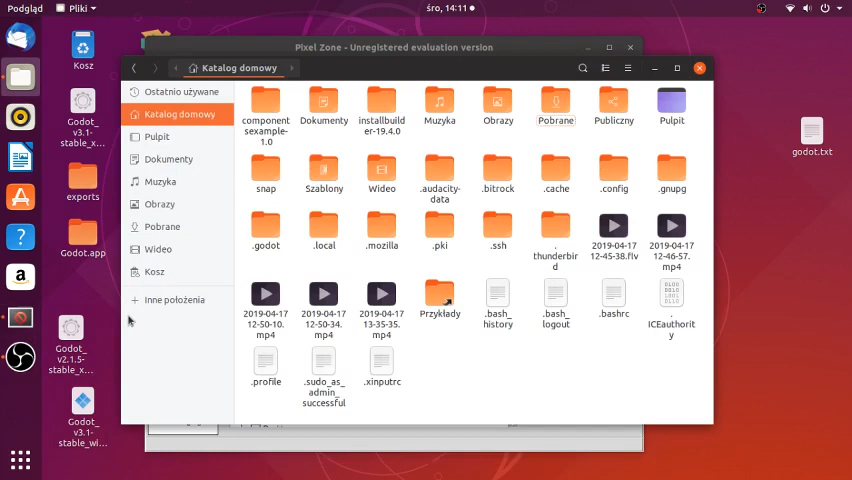 Podgląd
Pliki
śro, 14:11
Kosz
Godot_
v3.1-
stable_x...
exports
Godot.app
Godot_
v2.1.5-
stable_x...
Godot_
v3.1-
stable_wi...
godot.txt
Pixel Zone - Unregistered evaluation version
Katalog domowy
Ostatnio używane
Katalog domowy
Pulpit
Dokumenty
Muzyka
Obrazy
Pobrane
Wideo
Kosz
Inne położenia
component
sexample-
1.0
Dokumenty
installbuild
er-19.4.0
Muzyka
Obrazy
Pobrane
Publiczny
Pulpit
snap
Szablony
Wideo
.audacity-
data
.bitrock
.cache
.config
.gnupg
.godot
.local
.mozilla
.pki
.ssh
.
thunderbir
d
2019-04-17
12-45-38.flv
2019-04-17
12-46-57.
mp4
2019-04-17
12-50-10.
mp4
2019-04-17
12-50-34.
mp4
2019-04-17
13-35-35.
mp4
Przykłady
.bash_
history
.bash_
logout
.bashrc
.
ICEauthorit
y
.profile
.sudo_as_
admin_
successful
.xinputrc